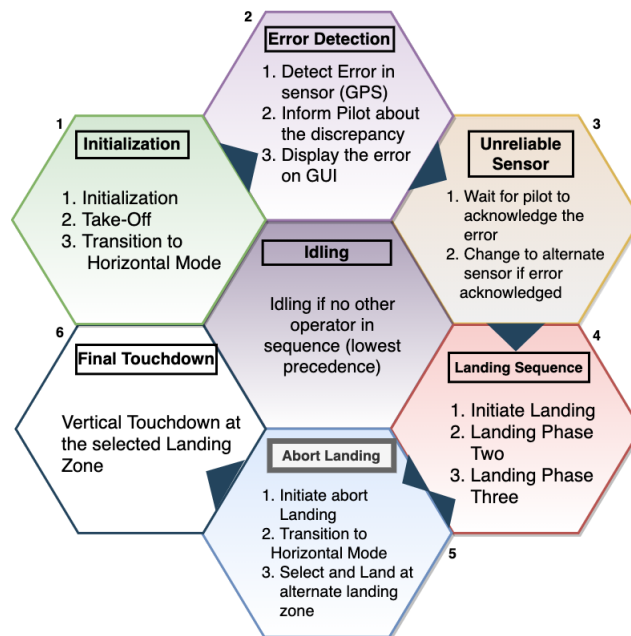 1
Initialization
1. Initialization
2. Take-Off
3. Transition to
Horizontal Mode
2
Error Detection
1. Detect Error in
sensor (GPS)
2. Inform Pilot about
the discrepancy
3. Display the error
on GUI
3
Unreliable
Sensor
1. Wait for pilot to
acknowledge the
error
2. Change to alternate
sensor if error
acknowledged
Idling
Idling if no other
operator in
sequence (lowest
precedence)
4
Landing Sequence
1. Initiate Landing
2. Landing Phase
Two
3. Landing Phase
Three
5
Abort Landing
1. Initiate abort
Landing
2. Transition to
Horizontal Mode
3. Select and Land at
alternate landing
zone
6
Final Touchdown
Vertical Touchdown at
the selected Landing
Zone